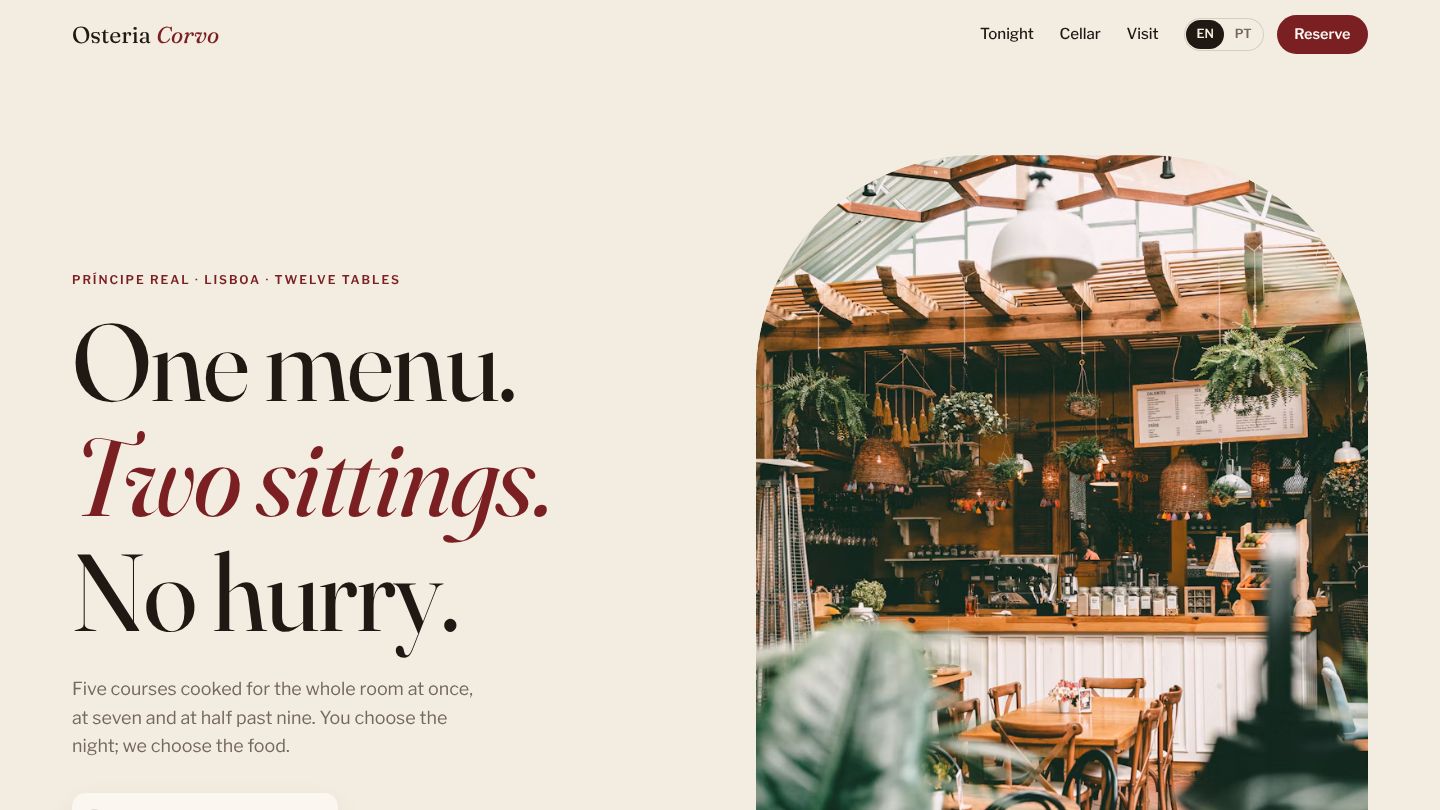 Osteria Corvo
Tonight
Cellar
Visit
EN
PT
Reserve
PRÍNCIPE REAL · LISBOA · TWELVE TABLES
One menu.
Two sittings.
No hurry.
Five courses cooked for the whole room at once,
at seven and at half past nine. You choose the
night; we choose the food.